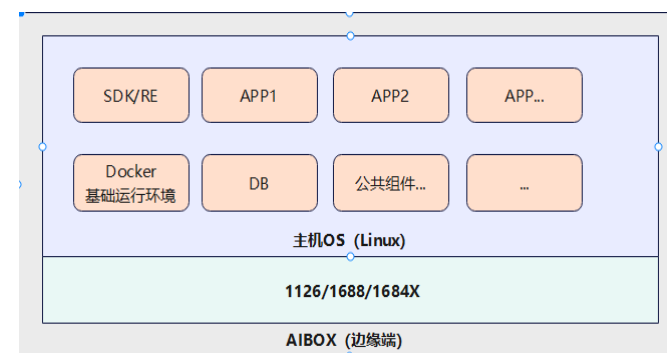 SDK/RE
APP1
APP2
APP...
Docker
基础运行环境
DB
公共组件...
...
主机OS (Linux)
1126/1688/1684X
AIBOX (边缘端)